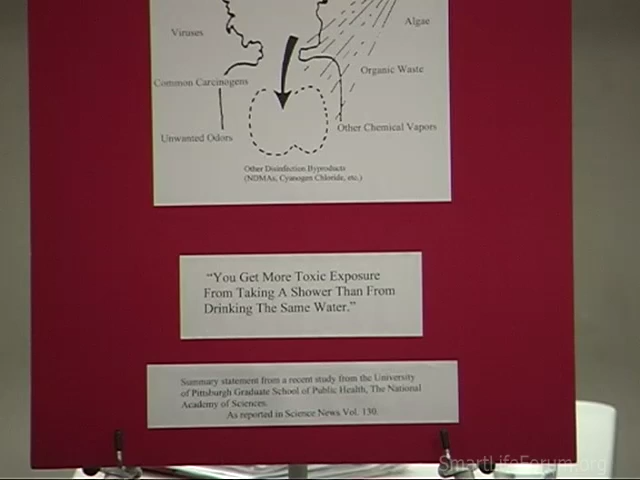 Viruses
Algae
Common Carcinogens
Organic Waste
Unwanted Odors
Other Chemical Vapors
Other Disinfection Byproducts
(NDMAs, Cyanogen Chloride, etc.)
“You Get More Toxic Exposure
From Taking A Shower Than From
Drinking The Same Water.”
Summary statement from a recent study from the University
of Pittsburgh Graduate School of Public Health, The National
Academy of Sciences.
As reported in Science News Vol. 130.
SmartLifeForum.org